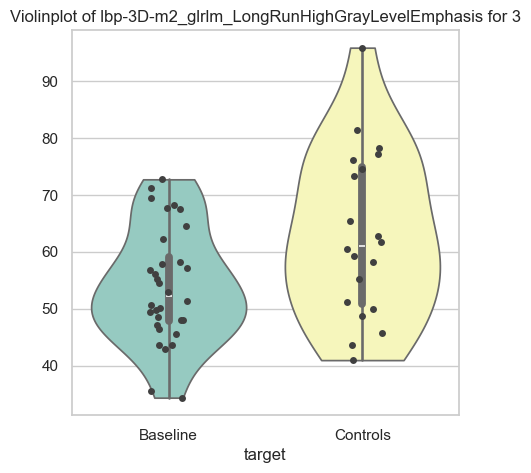 Violinplot of lbp-3D-m2_glrlm_LongRunHighGrayLevelEmphasis for 3
90
80
70
60
50
40
Baseline Controls
target